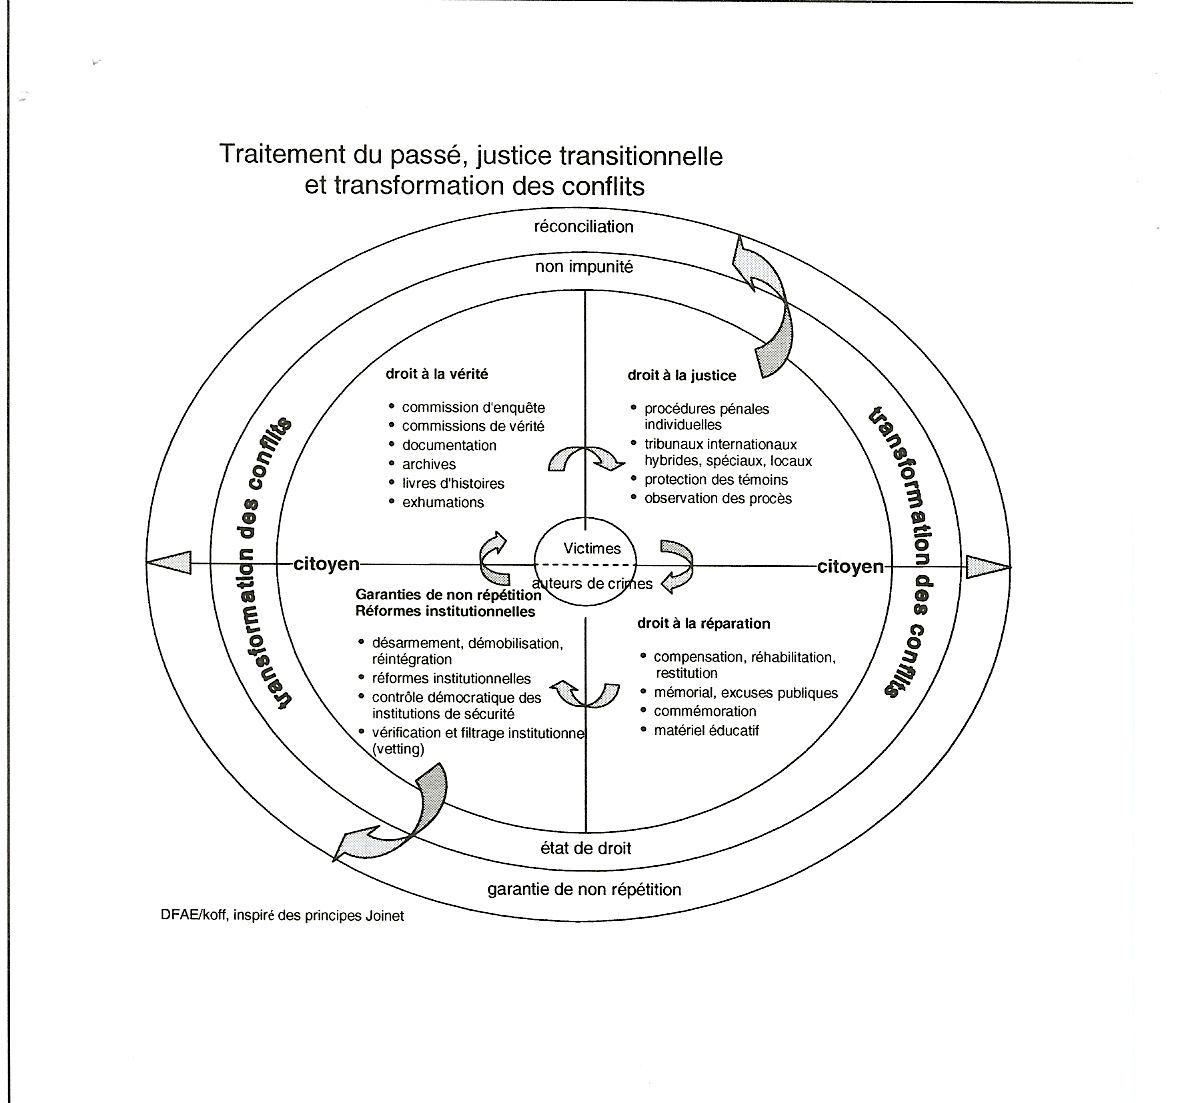 Traitement du passé, justice transitionnelle
et transformation des conflits
réconciliation
non impunité
droit à la vérité
• commission d'enquête
• commissions de vérité
• documentation
• archives
• livres d'histoires
• exhumations
droit à la justice
• procédures pénales
individuelles
• tribunaux internationaux
hybrides, spéciaux, locaux
• protection des témoins
• observation des procès
transformation des conflits
transformation des conflits
citoyen
Victimes
auteurs de crimes
citoyen
Garanties de non répétition
Réformes institutionnelles
• désarmement, démobilisation,
réintégration
• réformes institutionnelles
• contrôle démocratique des
institutions de sécurité
• vérification et filtrage institutionne
(vetting)
droit à la réparation
• compensation, réhabilitation,
restitution
• mémorial, excuses publiques
• commémoration
• matériel éducatif
état de droit
garantie de non répétition
DFAE/koff, inspiré des principes Joinet